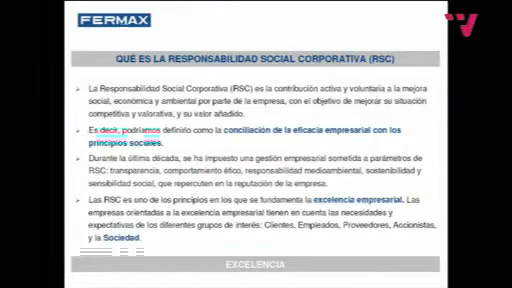 FERMAX
QUÉ ES LA RESPONSABILIDAD SOCIAL CORPORATIVA (RSC)
La Responsabilidad Social Corporativa (RSC) es la contribución activa y voluntaria a la mejora
social, económica y ambiental por parte de la empresa, con el objetivo de mejorar su situación
competitiva y valorativa, y su valor añadido.
Es decir, podríamos definirlo como la conciliación de la eficacia empresarial con los
principios sociales.
Durante la última década, se ha impuesto una gestión empresarial sometida a parámetros de
RSC: transparencia, comportamiento ético, responsabilidad medioambiental, sostenibilidad y
sensibilidad social, que repercuten en la reputación de la empresa.
Las RSC es uno de los principios en los que se fundamenta la excelencia empresarial. Las
empresas orientadas a la excelencia empresarial tienen en cuenta las necesidades y
expectativas de los diferentes grupos de interés: Clientes, Empleados, Proveedores, Accionistas,
y la Sociedad.
EXCELENCIA